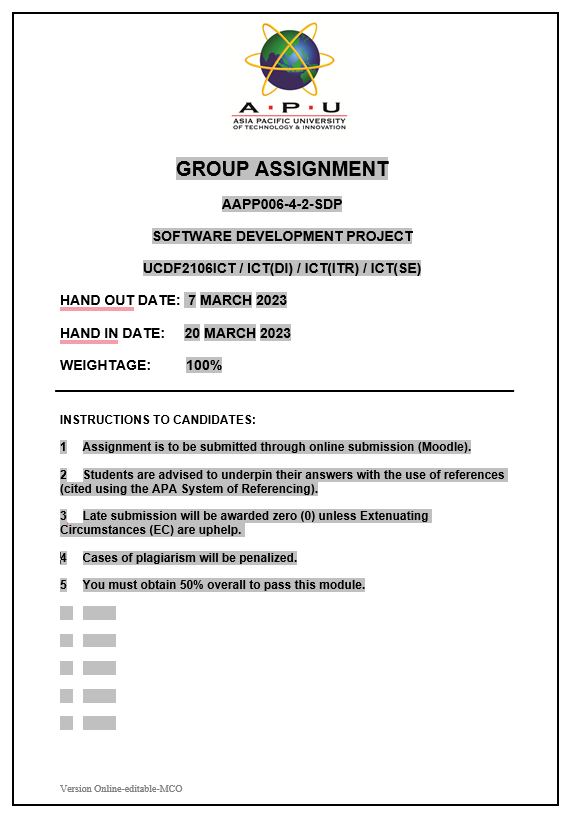 A · P · U
ASIA PACIFIC UNIVERSITY
OF TECHNOLOGY & INNOVATION
GROUP ASSIGNMENT
AAPP006-4-2-SDP
SOFTWARE DEVELOPMENT PROJECT
UCDF2106ICT / ICT(DI) / ICT(ITR) / ICT(SE)
HAND OUT DATE: 7 MARCH 2023
HAND IN DATE: 20 MARCH 2023
WEIGHTAGE: 100%
INSTRUCTIONS TO CANDIDATES:
1 Assignment is to be submitted through online submission (Moodle).
2 Students are advised to underpin their answers with the use of references
(cited using the APA System of Referencing).
3 Late submission will be awarded zero (0) unless Extenuating
Circumstances (EC) are uphelp.
4 Cases of plagiarism will be penalized.
5 You must obtain 50% overall to pass this module.
Version Online-editable-MCO